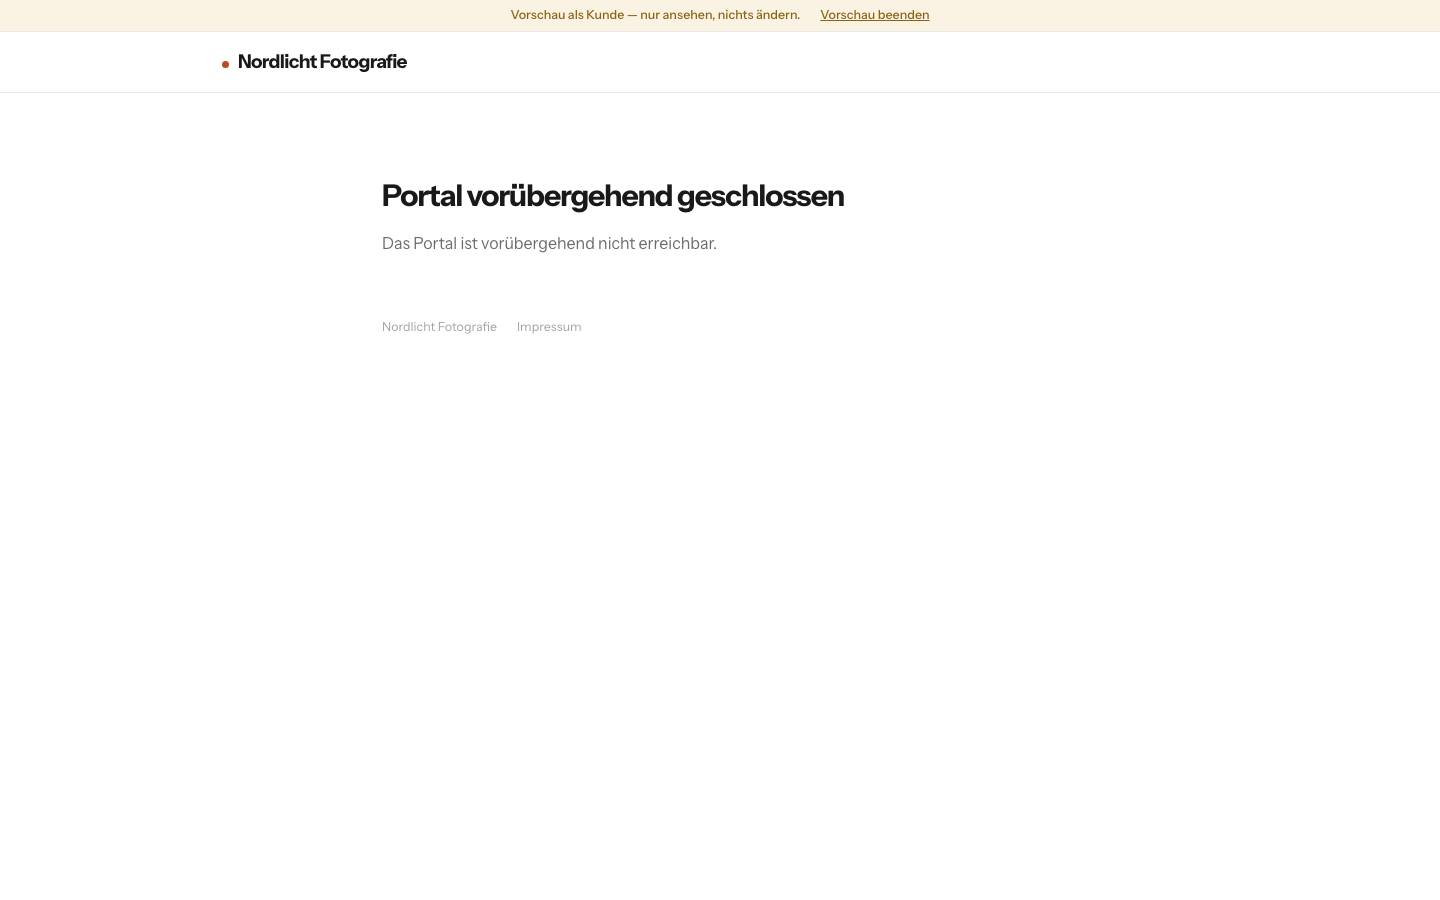 Vorschau als Kunde — nur ansehen, nichts ändern. Vorschau beenden
Nordlicht Fotografie
Portal vorübergehend geschlossen
Das Portal ist vorübergehend nicht erreichbar.
Nordlicht Fotografie Impressum